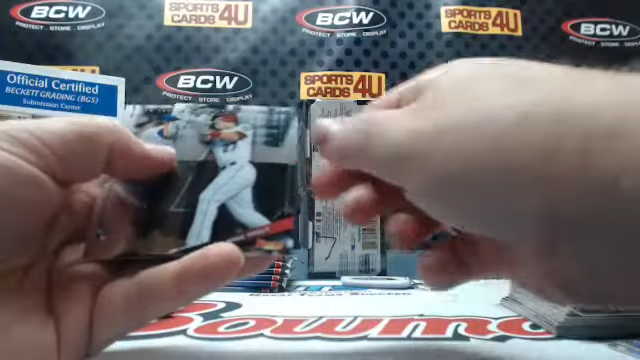 BCW
PROTECT. STORE. DISPLAY.
SPORTS
CARDS 4U
BCW
PROTECT. STORE. DISPLAY.
SPORTS
CARDS 4U
BCW
PROTECT. STORE. DISPLAY.
Official Certified
BECKETT GRADING (BGS)
Submission Center
BCW
PROTECT. STORE. DISPLAY.
SPORTS
CARDS 4U
Bowman